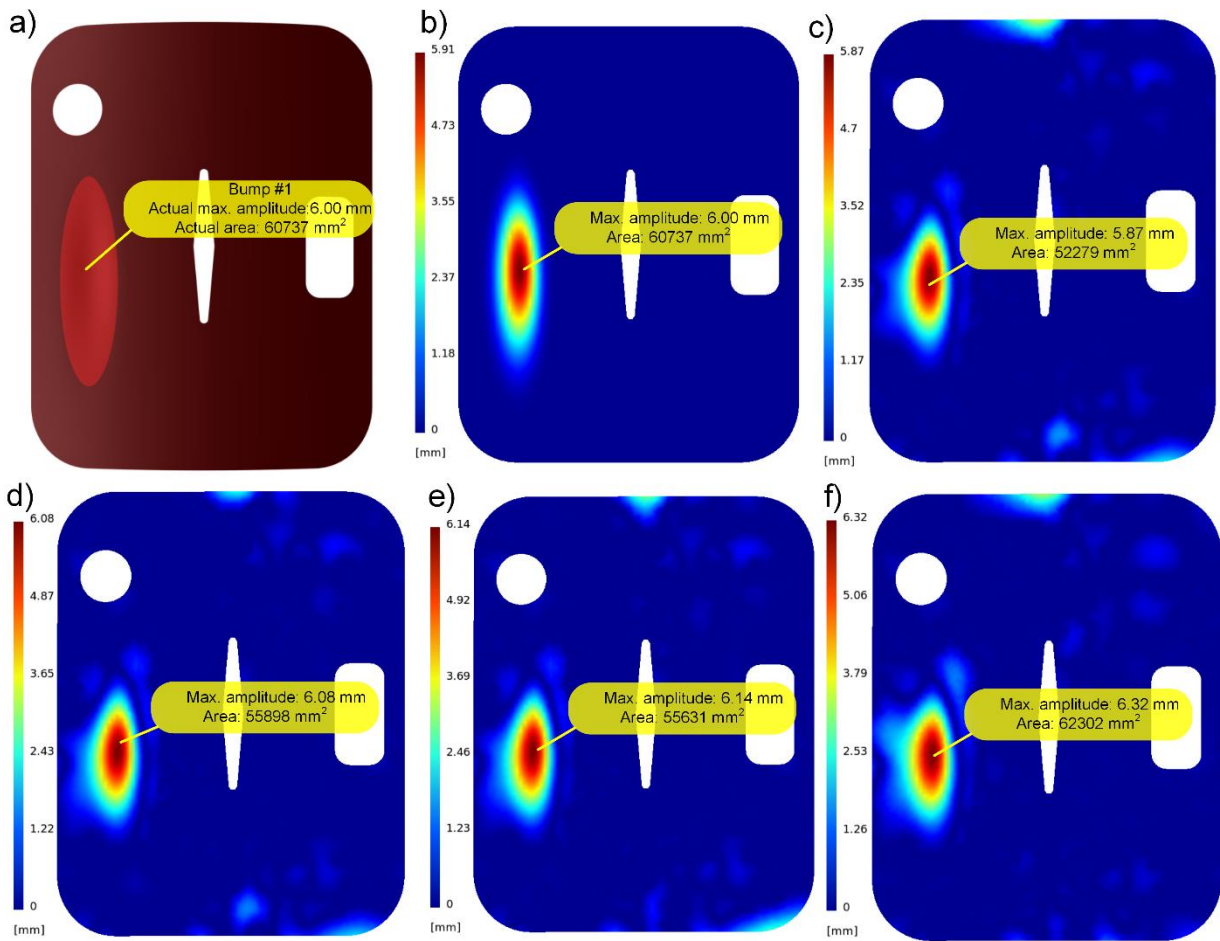 a)
Bump #1
Actual max. amplitude:6.00 mm
Actual area: 60737 mm²
b)
5.91
4.73
3.55
2.37
1.18
0
[mm]
Max. amplitude: 6.00 mm
Area: 60737 mm²
c)
5.87
4.7
3.52
2.35
1.17
0
[mm]
Max. amplitude: 5.87 mm
Area: 52279 mm²
d)
6.08
4.87
3.65
2.43
1.22
0
[mm]
Max. amplitude: 6.08 mm
Area: 55898 mm²
e)
6.14
4.92
3.69
2.46
1.23
0
[mm]
Max. amplitude: 6.14 mm
Area: 55631 mm²
f)
6.32
5.06
3.79
2.53
1.26
0
[mm]
Max. amplitude: 6.32 mm
Area: 62302 mm²